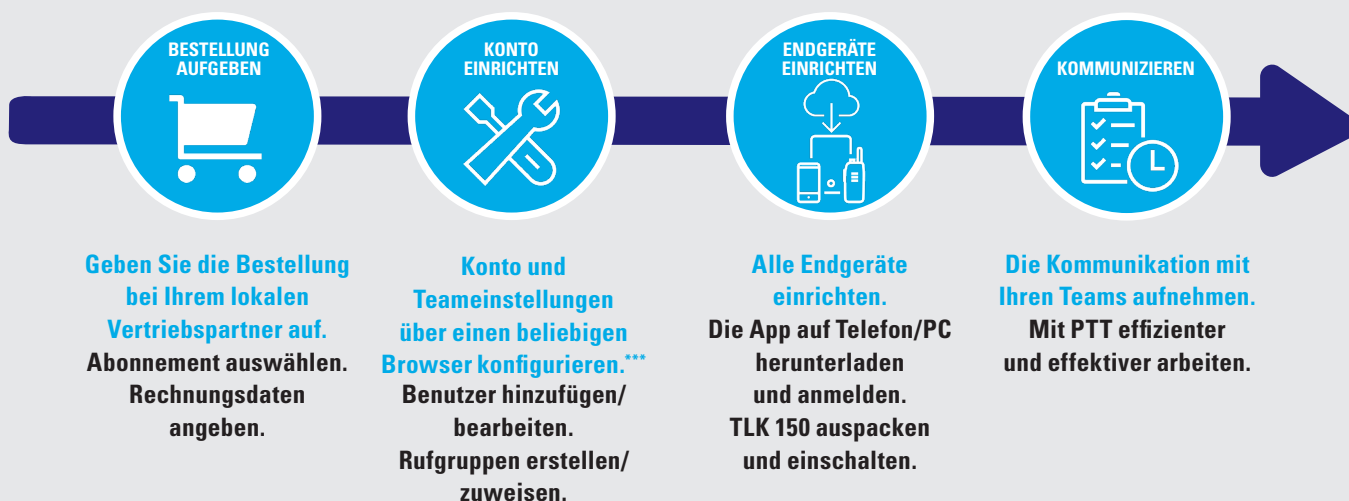 BESTELLUNG
AUFGEBEN
KONTO
EINRICHTEN
ENDGERÄTE
EINRICHTEN
KOMMUNIZIEREN
Geben Sie die Bestellung
bei Ihrem lokalen
Vertriebspartner auf.
Abonnement auswählen.
Rechnungsdaten
angeben.
Konto und
Teameinstellungen
über einen beliebigen
Browser konfigurieren.***
Benutzer hinzufügen/
bearbeiten.
Rufgruppen erstellen/
zuweisen.
Alle Endgeräte
einrichten.
Die App auf Telefon/PC
herunterladen
und anmelden.
TLK 150 auspacken
und einschalten.
Die Kommunikation mit
Ihren Teams aufnehmen.
Mit PTT effizienter
und effektiver arbeiten.